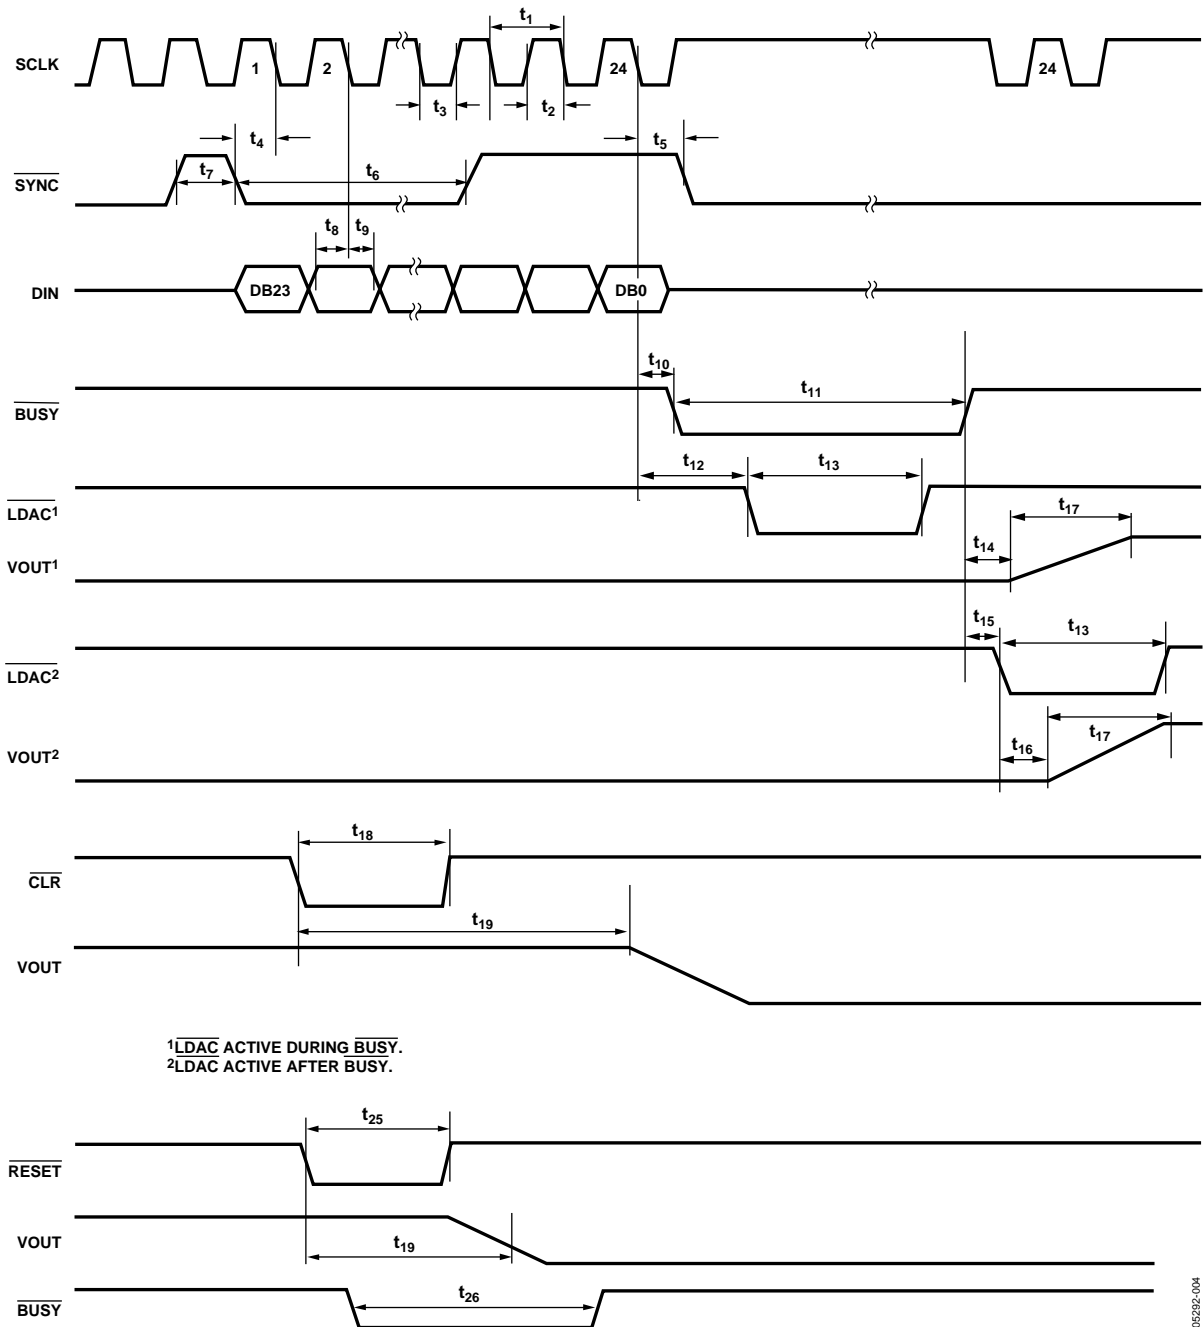 t1
SCLK
1
2
24
24
t3
t2
t4
t5
SYNC
t7
t6
t8
t9
DIN
DB23
DB0
t10
BUSY
t11
t12
t13
LDAC1
t17
t14
VOUT1
t15
t13
LDAC2
t17
t16
VOUT2
t18
CLR
t19
VOUT
1LDAC ACTIVE DURING BUSY.
2LDAC ACTIVE AFTER BUSY.
t25
RESET
VOUT
t19
t26
BUSY
05292-004